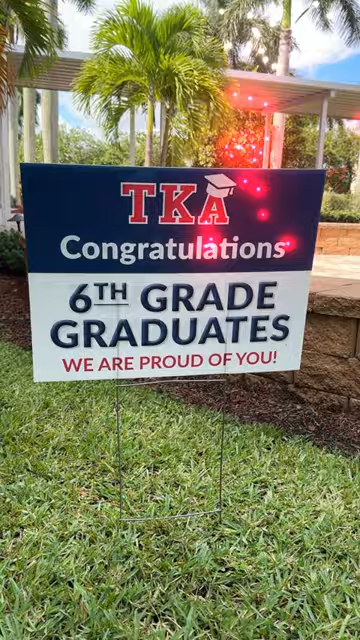 TKA
Congratulations
6TH GRADE
GRADUATES
WE ARE PROUD OF YOU!